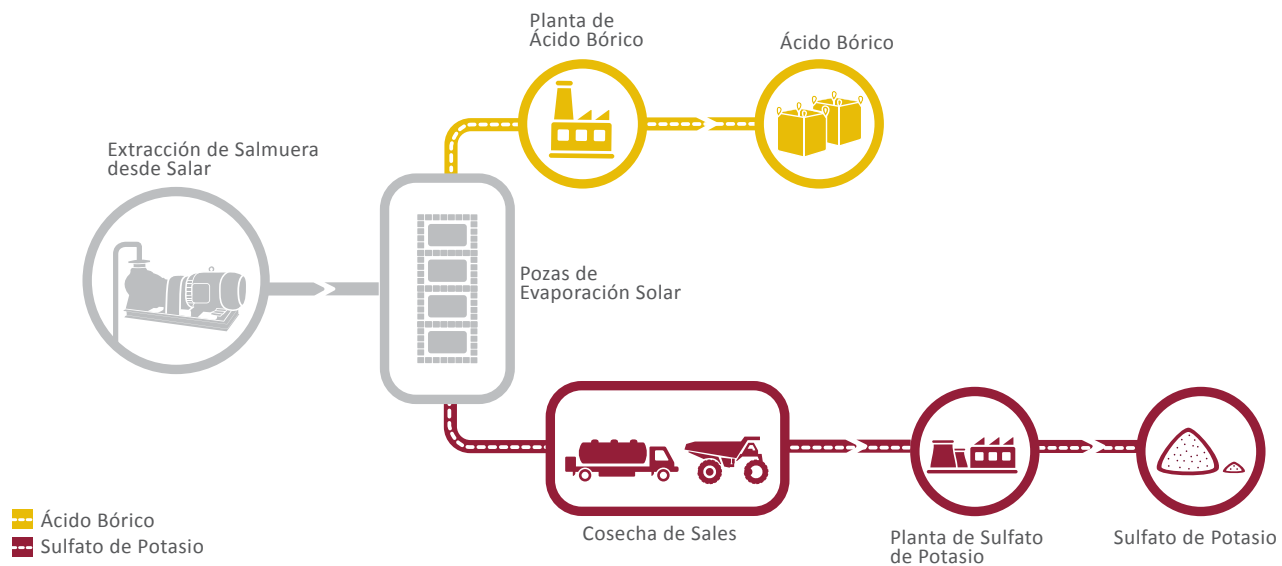 Planta de
Ácido Bórico
Ácido Bórico
Extracción de Salmuera
desde Salar
Pozas de
Evaporación Solar
Cosecha de Sales
Planta de Sulfato
de Potasio
Sulfato de Potasio
Ácido Bórico
Sulfato de Potasio